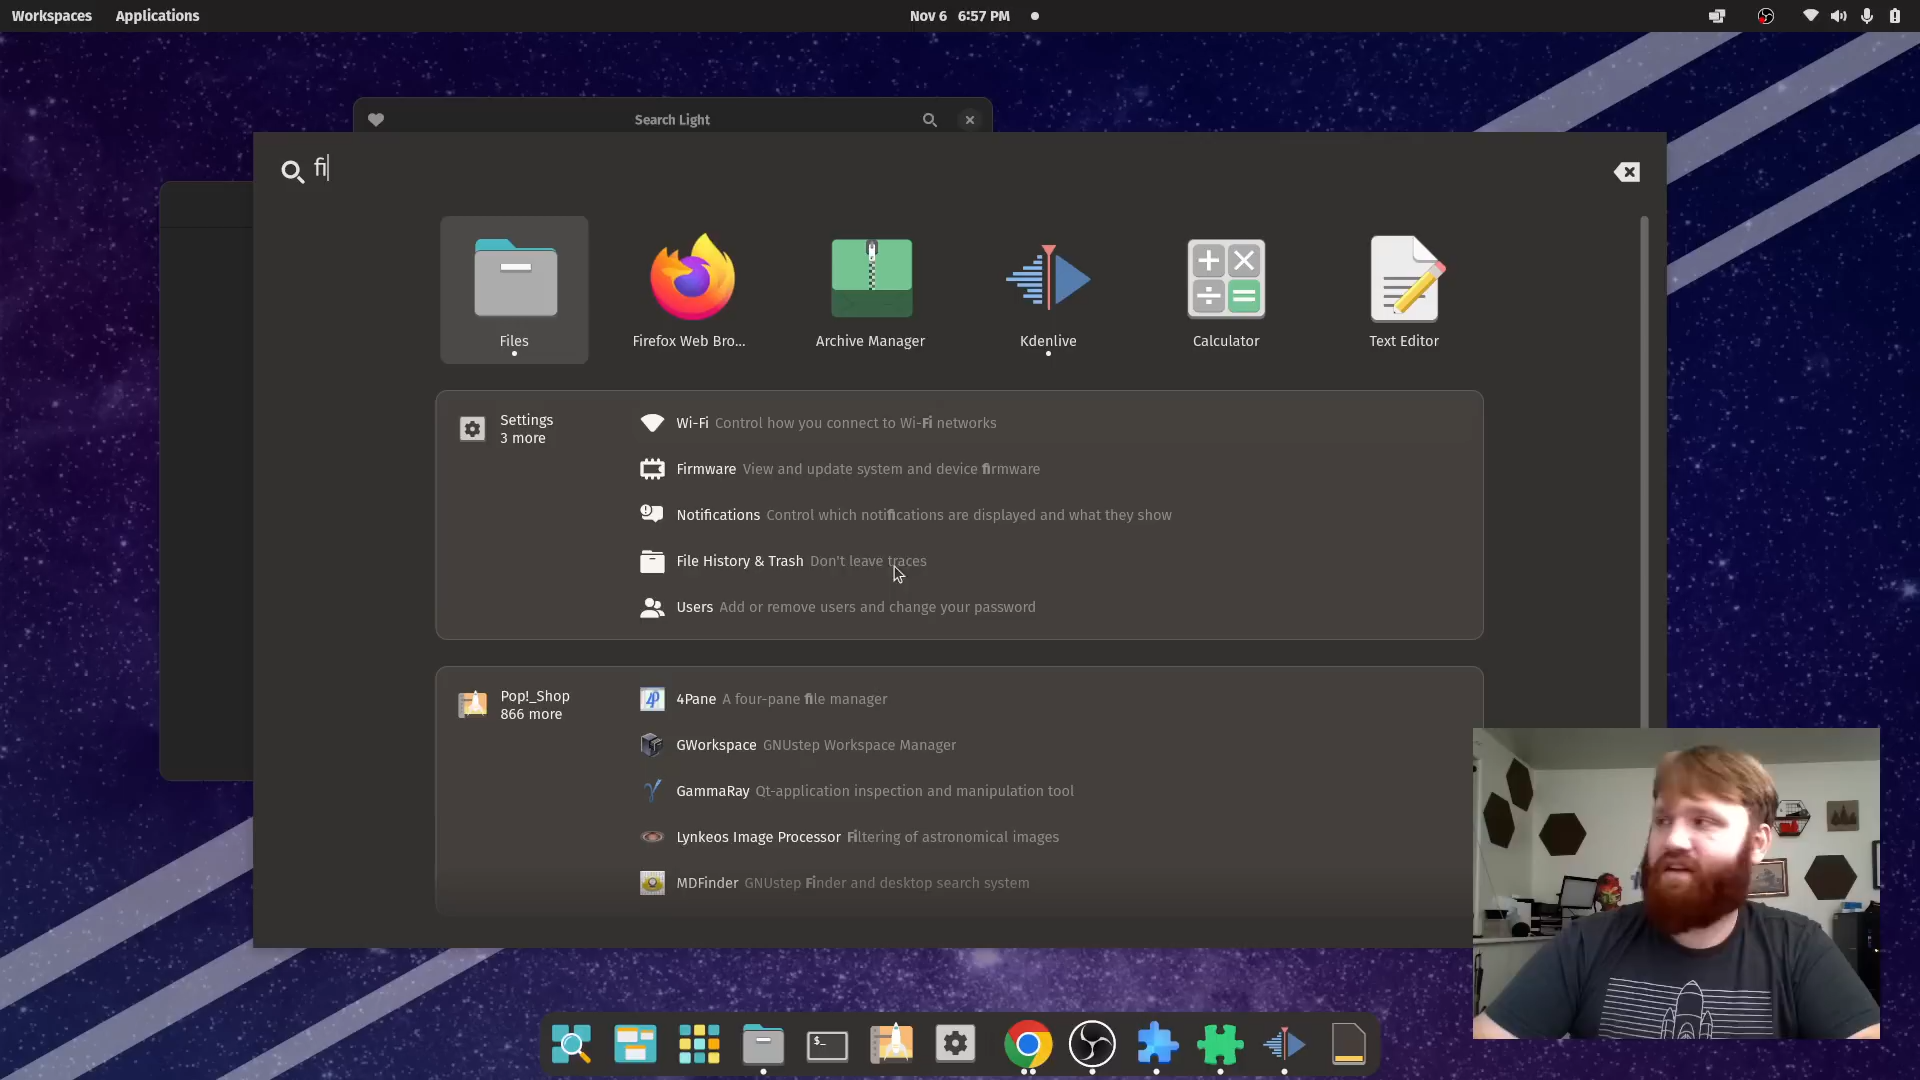 Workspaces Applications Nov 6 6:57 PM
Search Light
fi
Files Firefox Web Bro... Archive Manager Kdenlive Calculator Text Editor
Settings
3 more
Wi-Fi Control how you connect to Wi-Fi networks
Firmware View and update system and device firmware
Notifications Control which notifications are displayed and what they show
File History & Trash Don't leave traces
Users Add or remove users and change your password
Pop!_Shop
866 more
4Pane A four-pane file manager
GWorkspace GNUstep Workspace Manager
GammaRay Qt-application inspection and manipulation tool
Lynkeos Image Processor Filtering of astronomical images
MDFinder GNUstep Finder and desktop search system
$_